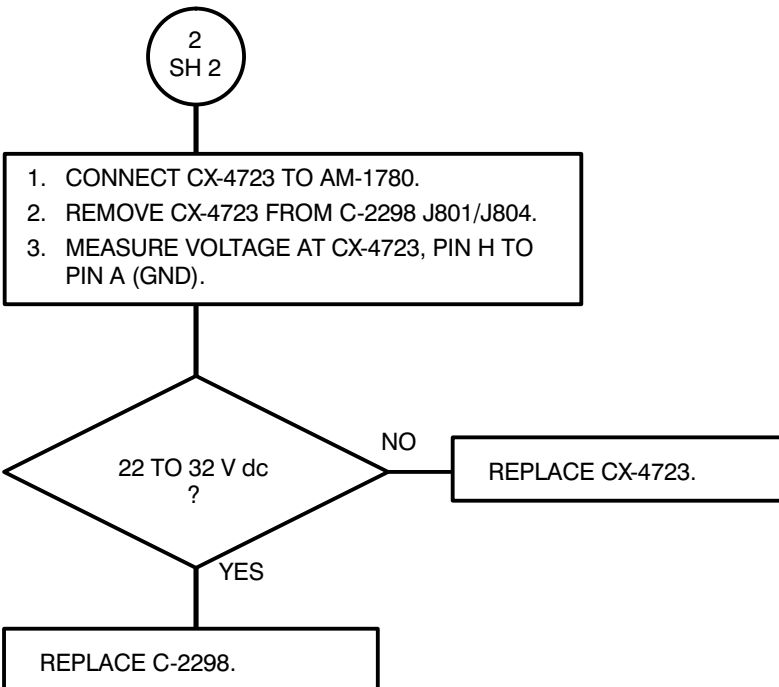 2
SH 2
1. CONNECT CX-4723 TO AM-1780.
2. REMOVE CX-4723 FROM C-2298 J801/J804.
3. MEASURE VOLTAGE AT CX-4723, PIN H TO
PIN A (GND).
22 TO 32 V dc
?
NO
REPLACE CX-4723.
YES
REPLACE C-2298.